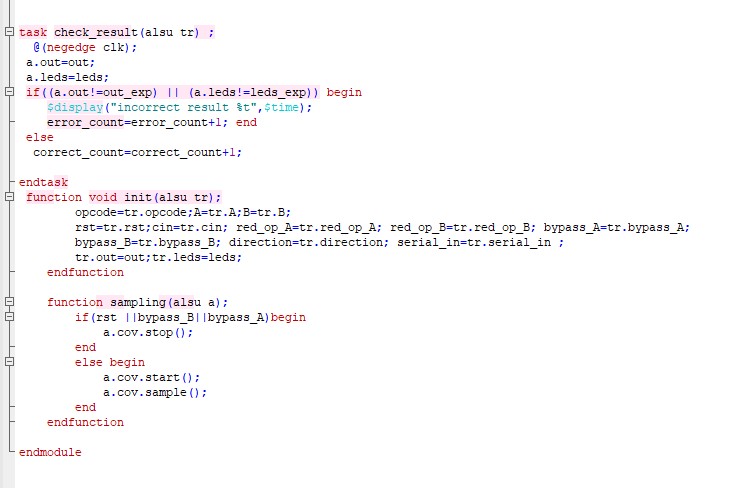 task check_result(alsu tr) ;
@(negedge clk);
a.out=out;
a.leds=leds;
if((a.out!=out_exp) || (a.leds!=leds_exp)) begin
$display("incorrect result %t",$time);
error_count=error_count+1; end
else
correct_count=correct_count+1;
endtask
function void init(alsu tr);
opcode=tr.opcode;A=tr.A;B=tr.B;
rst=tr.rst;cin=tr.cin; red_op_A=tr.red_op_A; red_op_B=tr.red_op_B; bypass_A=tr.bypass_A;
bypass_B=tr.bypass_B; direction=tr.direction; serial_in=tr.serial_in ;
tr.out=out;tr.leds=leds;
endfunction
function sampling(alsu a);
if(rst ||bypass_B||bypass_A)begin
a.cov.stop();
end
else begin
a.cov.start();
a.cov.sample();
end
endfunction
endmodule